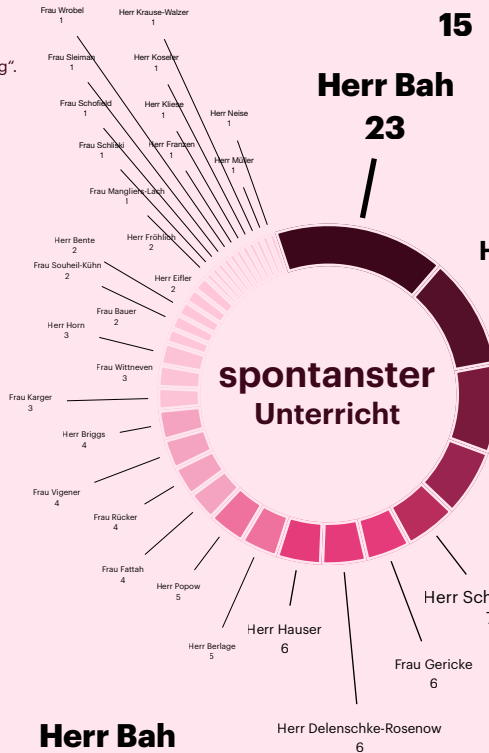 15
Frau Wrobel
1
Herr Krause-Walzer
1
g“.
Frau Sleiman
1
Herr Koseler
1
Herr Bah
23
Frau Schofield
1
Herr Kliese
1
Herr Neise
1
Frau Schliski
1
Herr Franzen
1
Herr Müller
1
Frau Mangliers-Lach
1
Herr Fröhlich
2
Herr Bente
2
Frau Souheil-Kühn
2
Herr Eifler
2
Frau Bauer
2
Herr Horn
3
Frau Wittneven
3
spontanster
Unterricht
Frau Karger
3
Herr Briggs
4
Frau Vigener
4
Frau Rücker
4
Frau Fattah
4
Herr Popow
5
Herr Berlage
5
Herr Hauser
6
Herr Sch
Frau Gericke
6
Herr Delenschke-Rosenow
6
Herr Bah